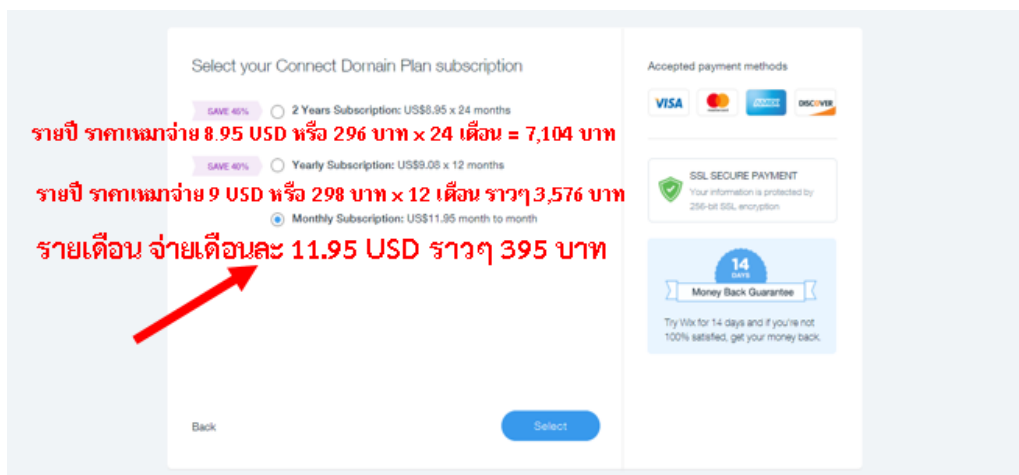 Select your Connect Domain Plan subscription
SAVE 45% 2 Years Subscription: US$8.95 x 24 months
รายปี ราคาเหมาจ่าย 8.95 USD หรือ 296 บาท x 24 เดือน = 7,104 บาท
SAVE 40% Yearly Subscription: US$9.08 x 12 months
รายปี ราคาเหมาจ่าย 9 USD หรือ 298 บาท x 12 เดือน ราวๆ 3,576 บาท
Monthly Subscription: US$11.95 month to month
รายเดือน จ่ายเดือนละ 11.95 USD ราวๆ 395 บาท
Back
Select
Accepted payment methods
VISA mastercard AMEX DISCOVER
SSL SECURE PAYMENT
Your information is protected by
256-bit SSL encryption
14
DAYS
Money Back Guarantee
Try Wix for 14 days and if you're not
100% satisfied, get your money back.